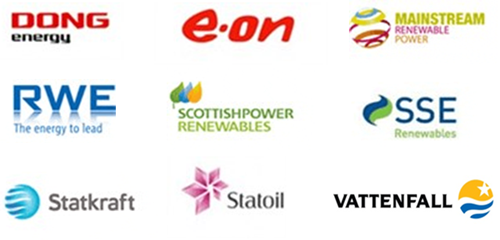 DONG
energy
e·on
MAINSTREAM
RENEWABLE
POWER
RWE
The energy to lead
SCOTTISHPOWER
RENEWABLES
SSE
Renewables
Statkraft
Statoil
VATTENFALL